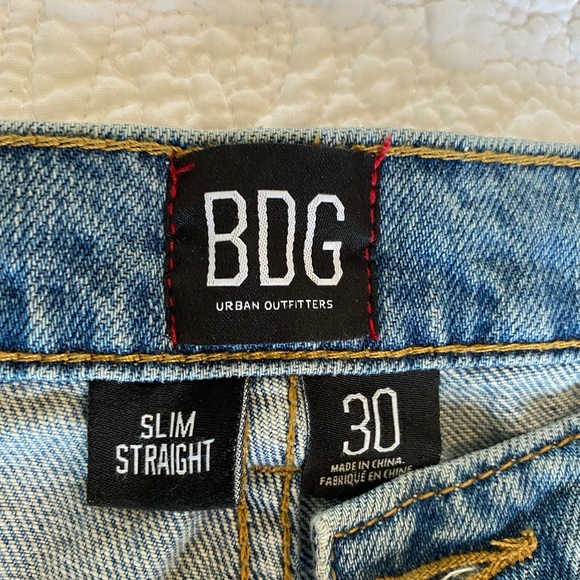 BDG
URBAN OUTFITTERS
SLIM
STRAIGHT
30
MADE IN CHINA.
FABRIQUÉ EN CHINE